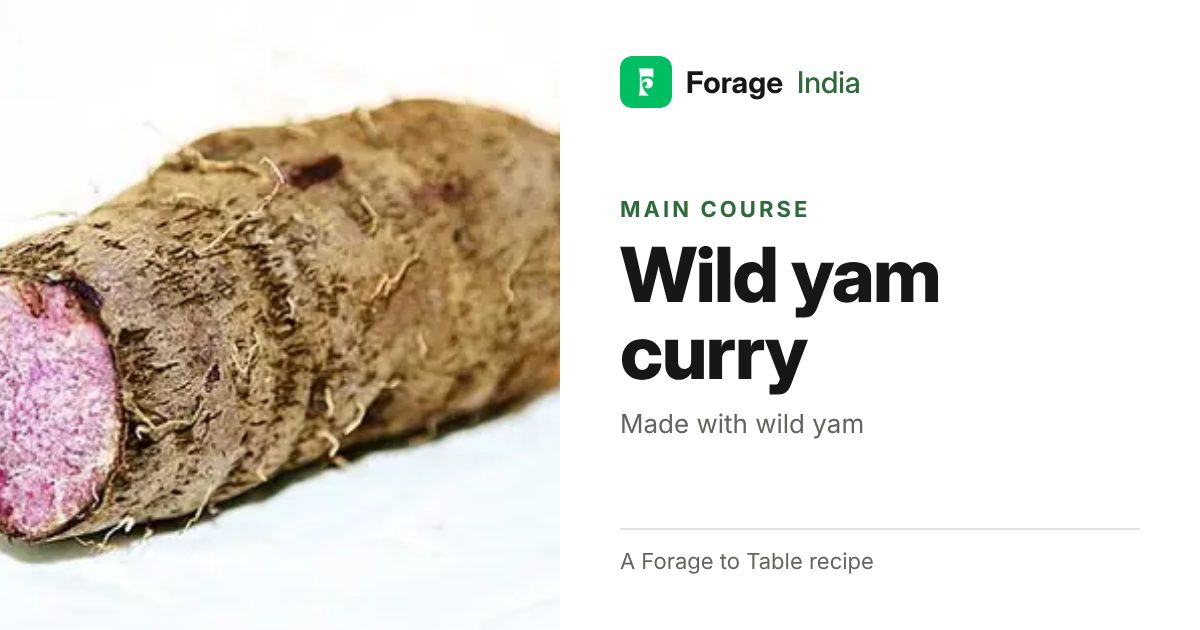 Forage India
MAIN COURSE
Wild yam
curry
Made with wild yam
A Forage to Table recipe